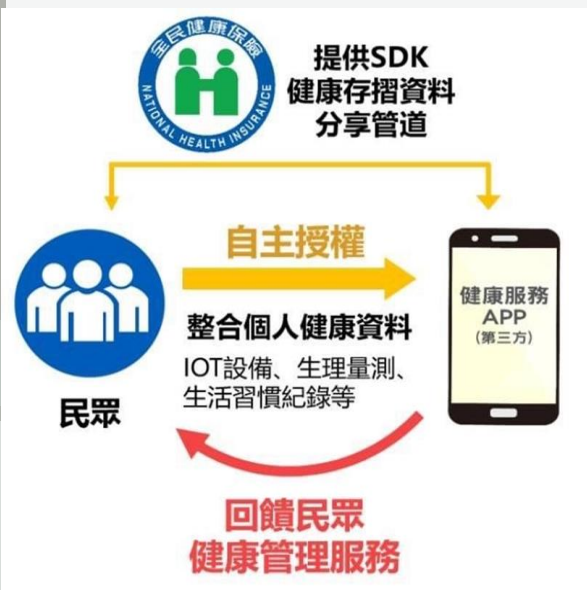 全民健康保險
NATIONAL HEALTH INSURANCE
提供SDK
健康存摺資料
分享管道
自主授權
整合個人健康資料
IOT設備、生理量測、
生活習慣紀錄等
民眾
健康服務
APP
(第三方)
回饋民眾
健康管理服務